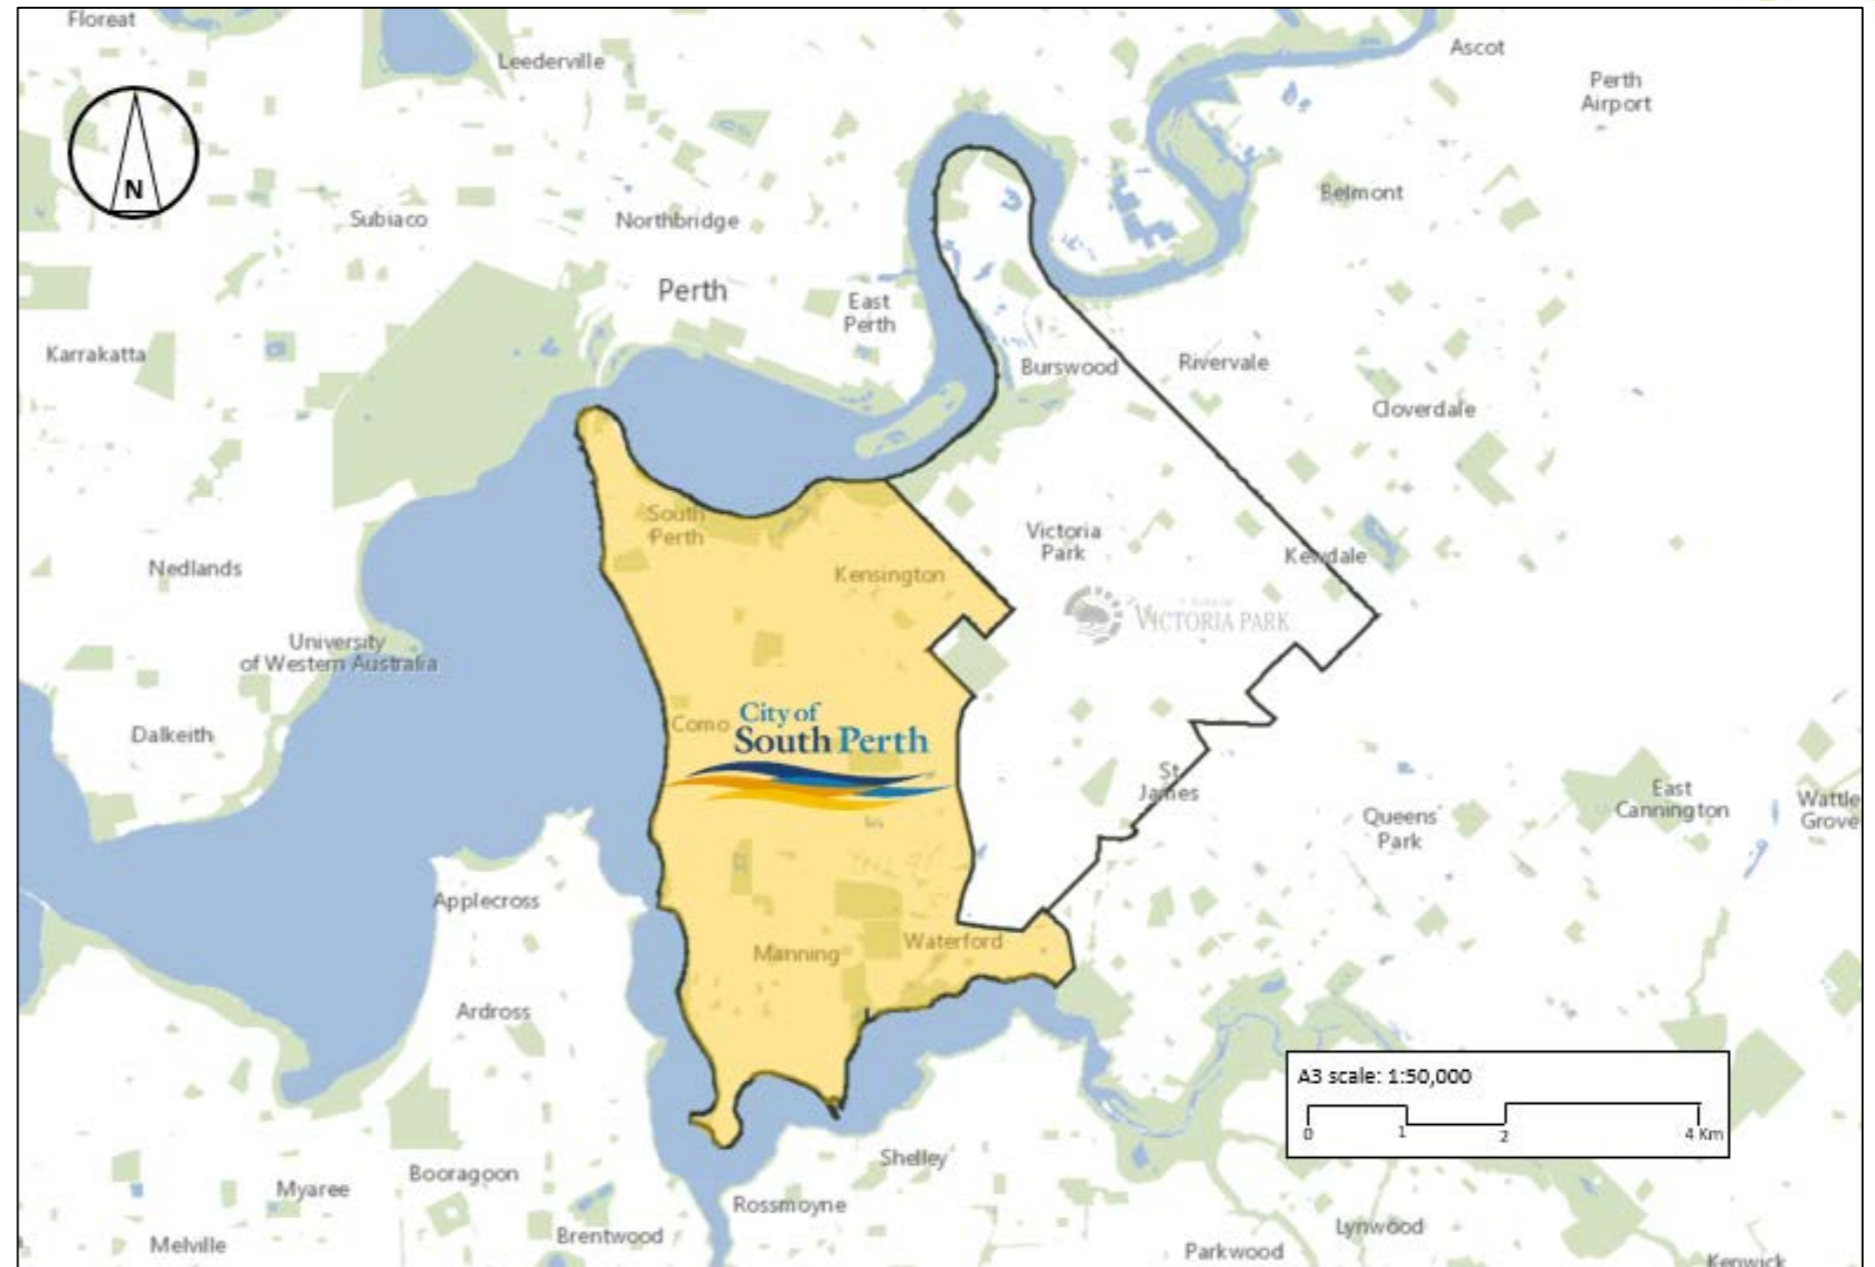 Floreat
Leederville
Ascot
Perth
Airport
N
Belmont
Subiaco
Northbridge
Perth
East
Perth
Karrakatta
Burswood
Rivervale
Cloverdale
South
Perth
Victoria
Park
Kewdale
Nedlands
Kensington
VICTORIA PARK
University
of Western Australia
Como
City of
South Perth
Dalkeith
St
James
East
Cannington
Wattle
Grove
Queens
Park
Applecross
Manning
Waterford
Ardross
A3 scale: 1:50,000
0 1 2 4 Km
Shelley
Booragoon
Myaree
Rossmoyne
Brentwood
Lynwood
Melville
Parkwood
Kenwick